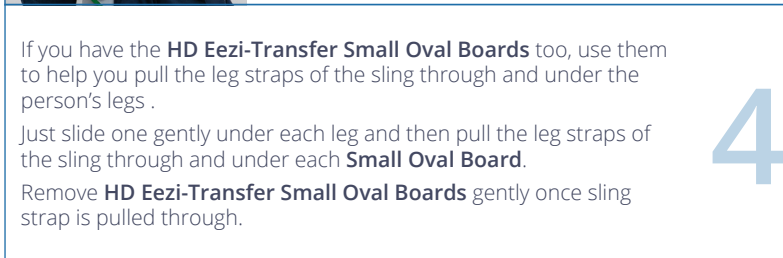 If you have the HD Eezi-Transfer Small Oval Boards too, use them
to help you pull the leg straps of the sling through and under the
person’s legs .
Just slide one gently under each leg and then pull the leg straps of
the sling through and under each Small Oval Board.
Remove HD Eezi-Transfer Small Oval Boards gently once sling
strap is pulled through.
4